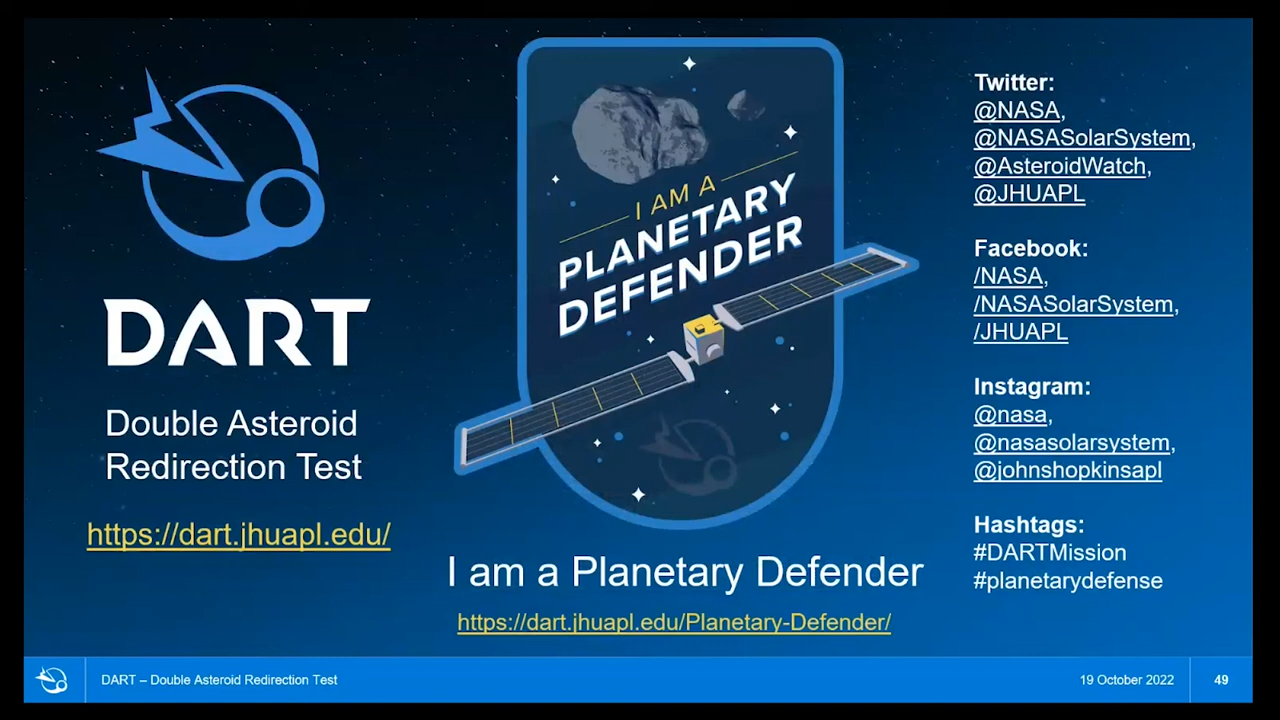 DART
Double Asteroid
Redirection Test
https://dart.jhuapl.edu/
I AM A
PLANETARY
DEFENDER
I am a Planetary Defender
https://dart.jhuapl.edu/Planetary-Defender/
Twitter:
@NASA,
@NASASolarSystem,
@AsteroidWatch,
@JHUAPL
Facebook:
/NASA,
/NASASolarSystem,
/JHUAPL
Instagram:
@nasa,
@nasasolarsystem,
@johnshopkinsapl
Hashtags:
#DARTMission
#planetarydefense
DART – Double Asteroid Redirection Test
19 October 2022
49